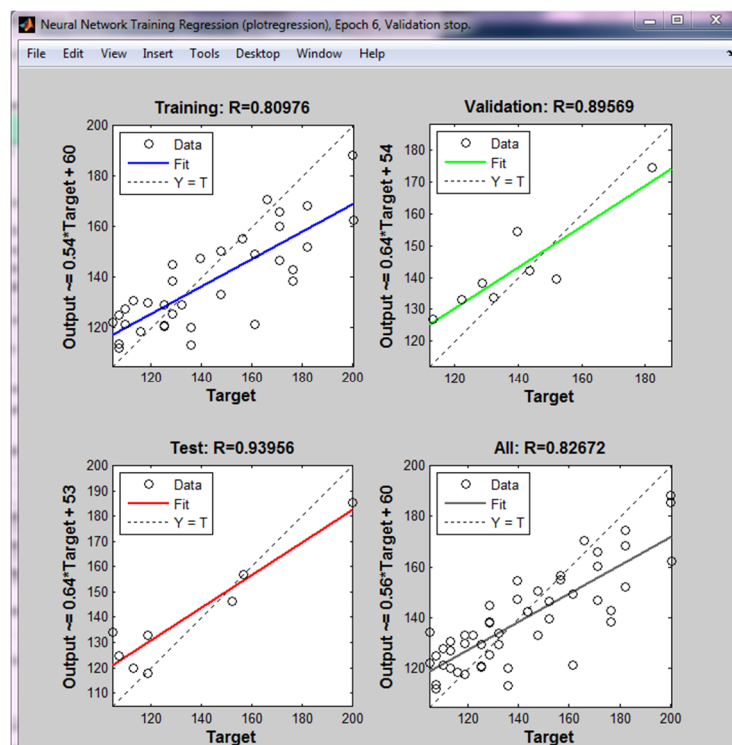 Neural Network Training Regression (plotregression), Epoch 6, Validation stop.
File Edit View Insert Tools Desktop Window Help
Training: R=0.80976
Output ~= 0.54*Target + 60
200
180
160
140
120
Data
Fit
Y = T
120 140 160 180 200
Target
Validation: R=0.89569
Output ~= 0.64*Target + 54
180
170
160
150
140
130
120
Data
Fit
Y = T
120 140 160 180
Target
Test: R=0.93956
Output ~= 0.64*Target + 53
200
190
180
170
160
150
140
130
120
110
Data
Fit
Y = T
120 140 160 180 200
Target
All: R=0.82672
Output ~= 0.56*Target + 60
200
180
160
140
120
Data
Fit
Y = T
120 140 160 180 200
Target